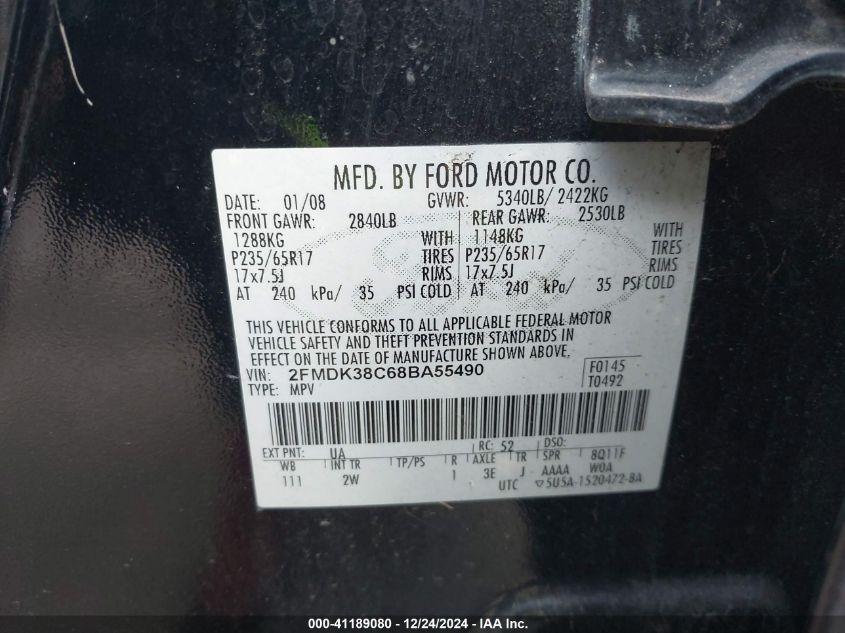 MFD. BY FORD MOTOR CO.
DATE: 01/08 GVWR: 5340LB/ 2422KG
FRONT GAWR: 2840LB REAR GAWR: 2530LB
1288KG WITH 1148KG WITH
P235/65R17 TIRES P235/65R17 TIRES
17x7.5J RIMS 17x7.5J RIMS
AT 240 kPa/ 35 PSI COLD AT 240 kPa/ 35 PSI COLD
THIS VEHICLE CONFORMS TO ALL APPLICABLE FEDERAL MOTOR
VEHICLE SAFETY AND THEFT PREVENTION STANDARDS IN
EFFECT ON THE DATE OF MANUFACTURE SHOWN ABOVE.
VIN: 2FMDK38C68BA55490 F0145
TYPE: MPV T0492
EXT PNT: UA RC: 52 DSO:
WB INT TR TP/PS R AXLE TR SPR 8Q11F
111 2W 1 3E J AAAA W0A
UTC ▽5U5A-1520472-BA
000-41189080 - 12/24/2024 - IAA Inc.